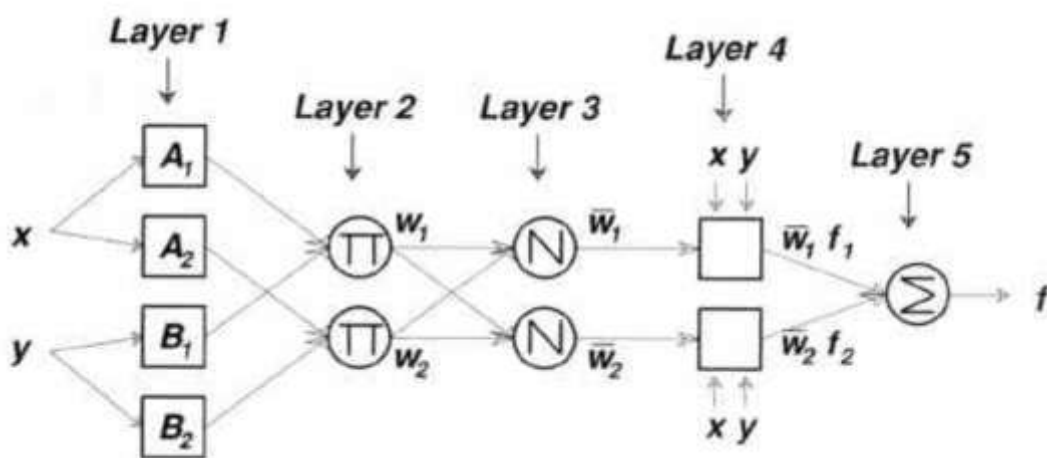 Layer 1
Layer 4
Layer 2 Layer 3
x y
Layer 5
A₁
x
A₂
w₁
w̅₁
w̅₁ f₁
Π N
Σ f
B₁
y
Π N
w₂
w̅₂
w̅₂ f₂
B₂
x y